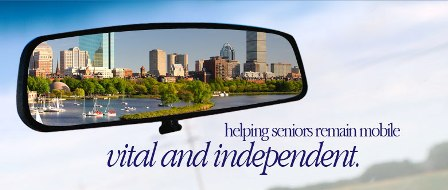 helping seniors remain mobile
vital and independent.